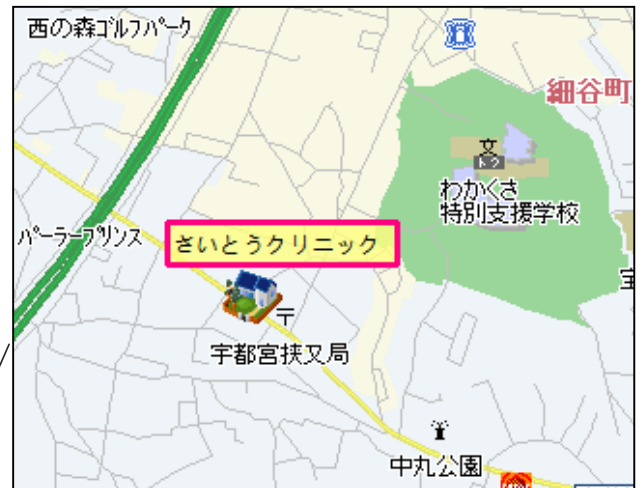 西の森ゴルフパーク
細谷町
わかくさ
特別支援学校
パーラープリンス
さいとうクリニック
宇都宮挟又局
中丸公園